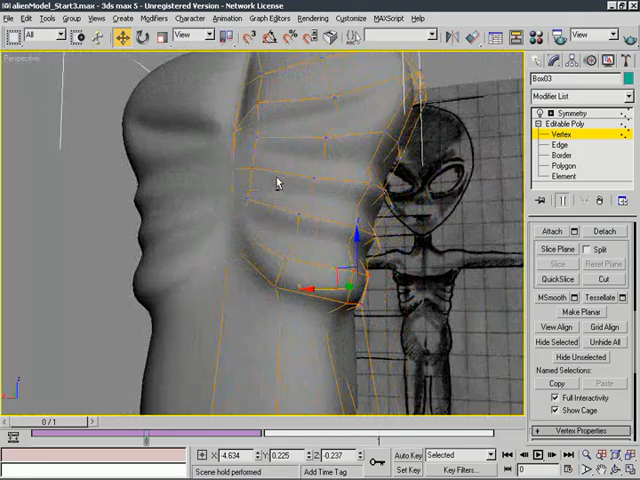 alienModel_Start3.max - 3ds max 5 - Unregistered Version - Network License
File Edit Tools Group Views Create Modifiers Character Animation Graph Editors Rendering Customize MAXScript Help
All View View
Perspective
Box03
Modifier List
Symmetry
Editable Poly
Vertex
Edge
Border
Polygon
Element
Attach Detach
Slice Plane Split
Slice Reset Plane
QuickSlice Cut
MSmooth Tessellate
Make Planar
View Align Grid Align
Hide Selected Unhide All
Hide Unselected
Named Selections:
Copy Paste
Full Interactivity
Show Cage
Vertex Properties
0 / 1
0 1
X: -4.634 Y: 0.225 Z: -0.237 Auto Key Selected
Scene hold performed Add Time Tag Set Key Key Filters... 0